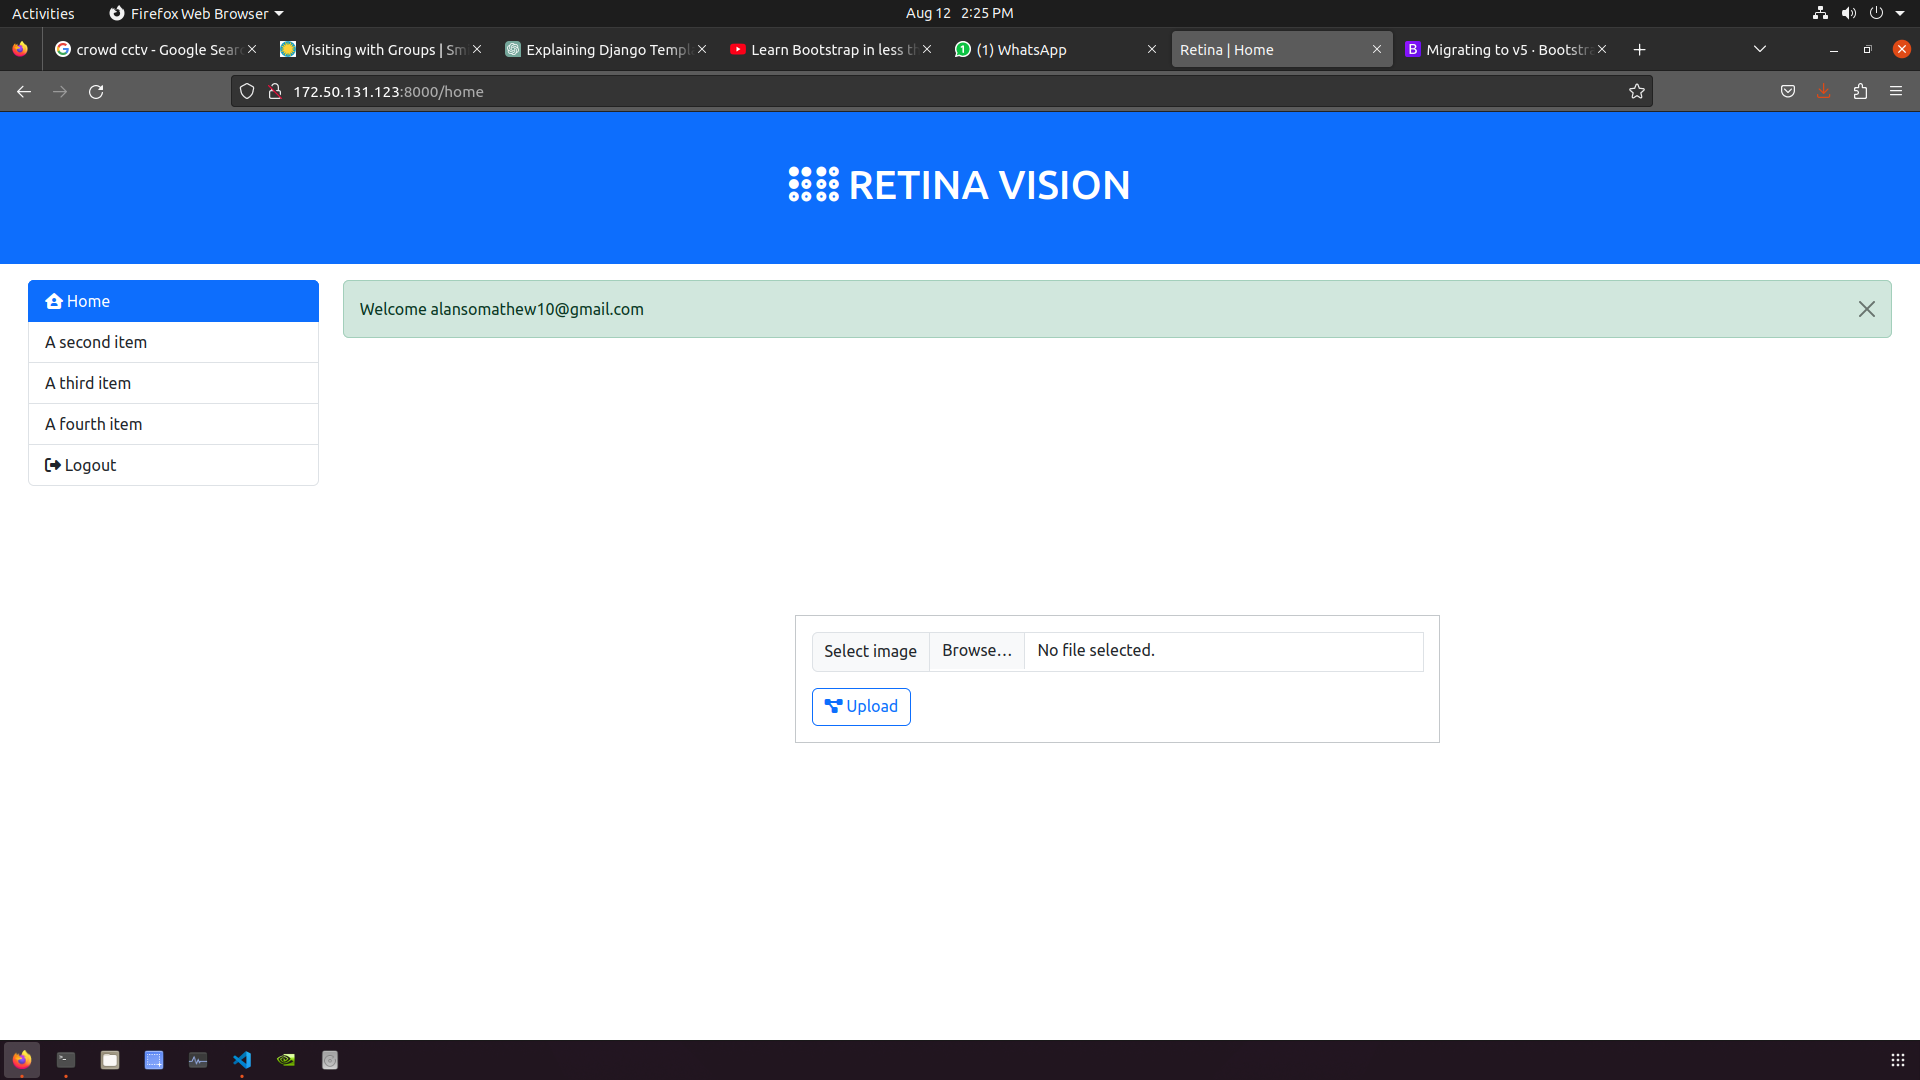 Activities Firefox Web Browser Aug 12 2:25 PM
crowd cctv - Google Sear Visiting with Groups | Sm Explaining Django Templ Learn Bootstrap in less th (1) WhatsApp Retina | Home B Migrating to v5 · Bootstra
172.50.131.123:8000/home
RETINA VISION
Home
Welcome alansomathew10@gmail.com
A second item
A third item
A fourth item
Logout
Select image Browse... No file selected.
Upload